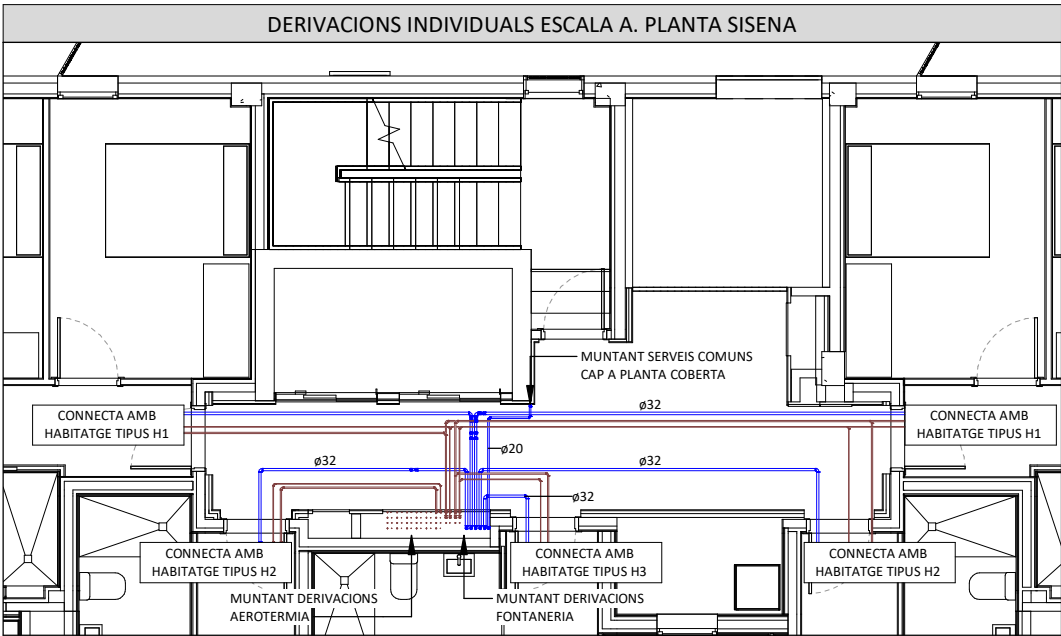 DERIVACIONS INDIVIDUALS ESCALA A. PLANTA SISENA
MUNTANT SERVEIS COMUNS
CAP A PLANTA COBERTA
CONNECTA AMB
HABITATGE TIPUS H1
ø32
CONNECTA AMB
HABITATGE TIPUS H1
ø20
ø32
ø32
ø32
CONNECTA AMB
HABITATGE TIPUS H2
CONNECTA AMB
HABITATGE TIPUS H3
CONNECTA AMB
HABITATGE TIPUS H2
MUNTANT DERIVACIONS
AEROTERMIA
MUNTANT DERIVACIONS
FONTANERIA